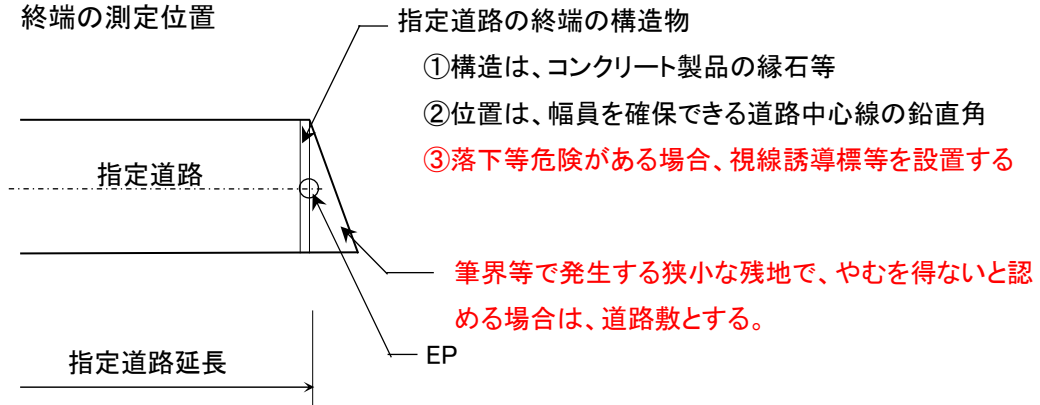 終端の測定位置
指定道路の終端の構造物
①構造は、コンクリート製品の縁石等
②位置は、幅員を確保できる道路中心線の鉛直角
③落下等危険がある場合、視線誘導標等を設置する
指定道路
筆界等で発生する狭小な残地で、やむを得ないと認
める場合は、道路敷とする。
EP
指定道路延長